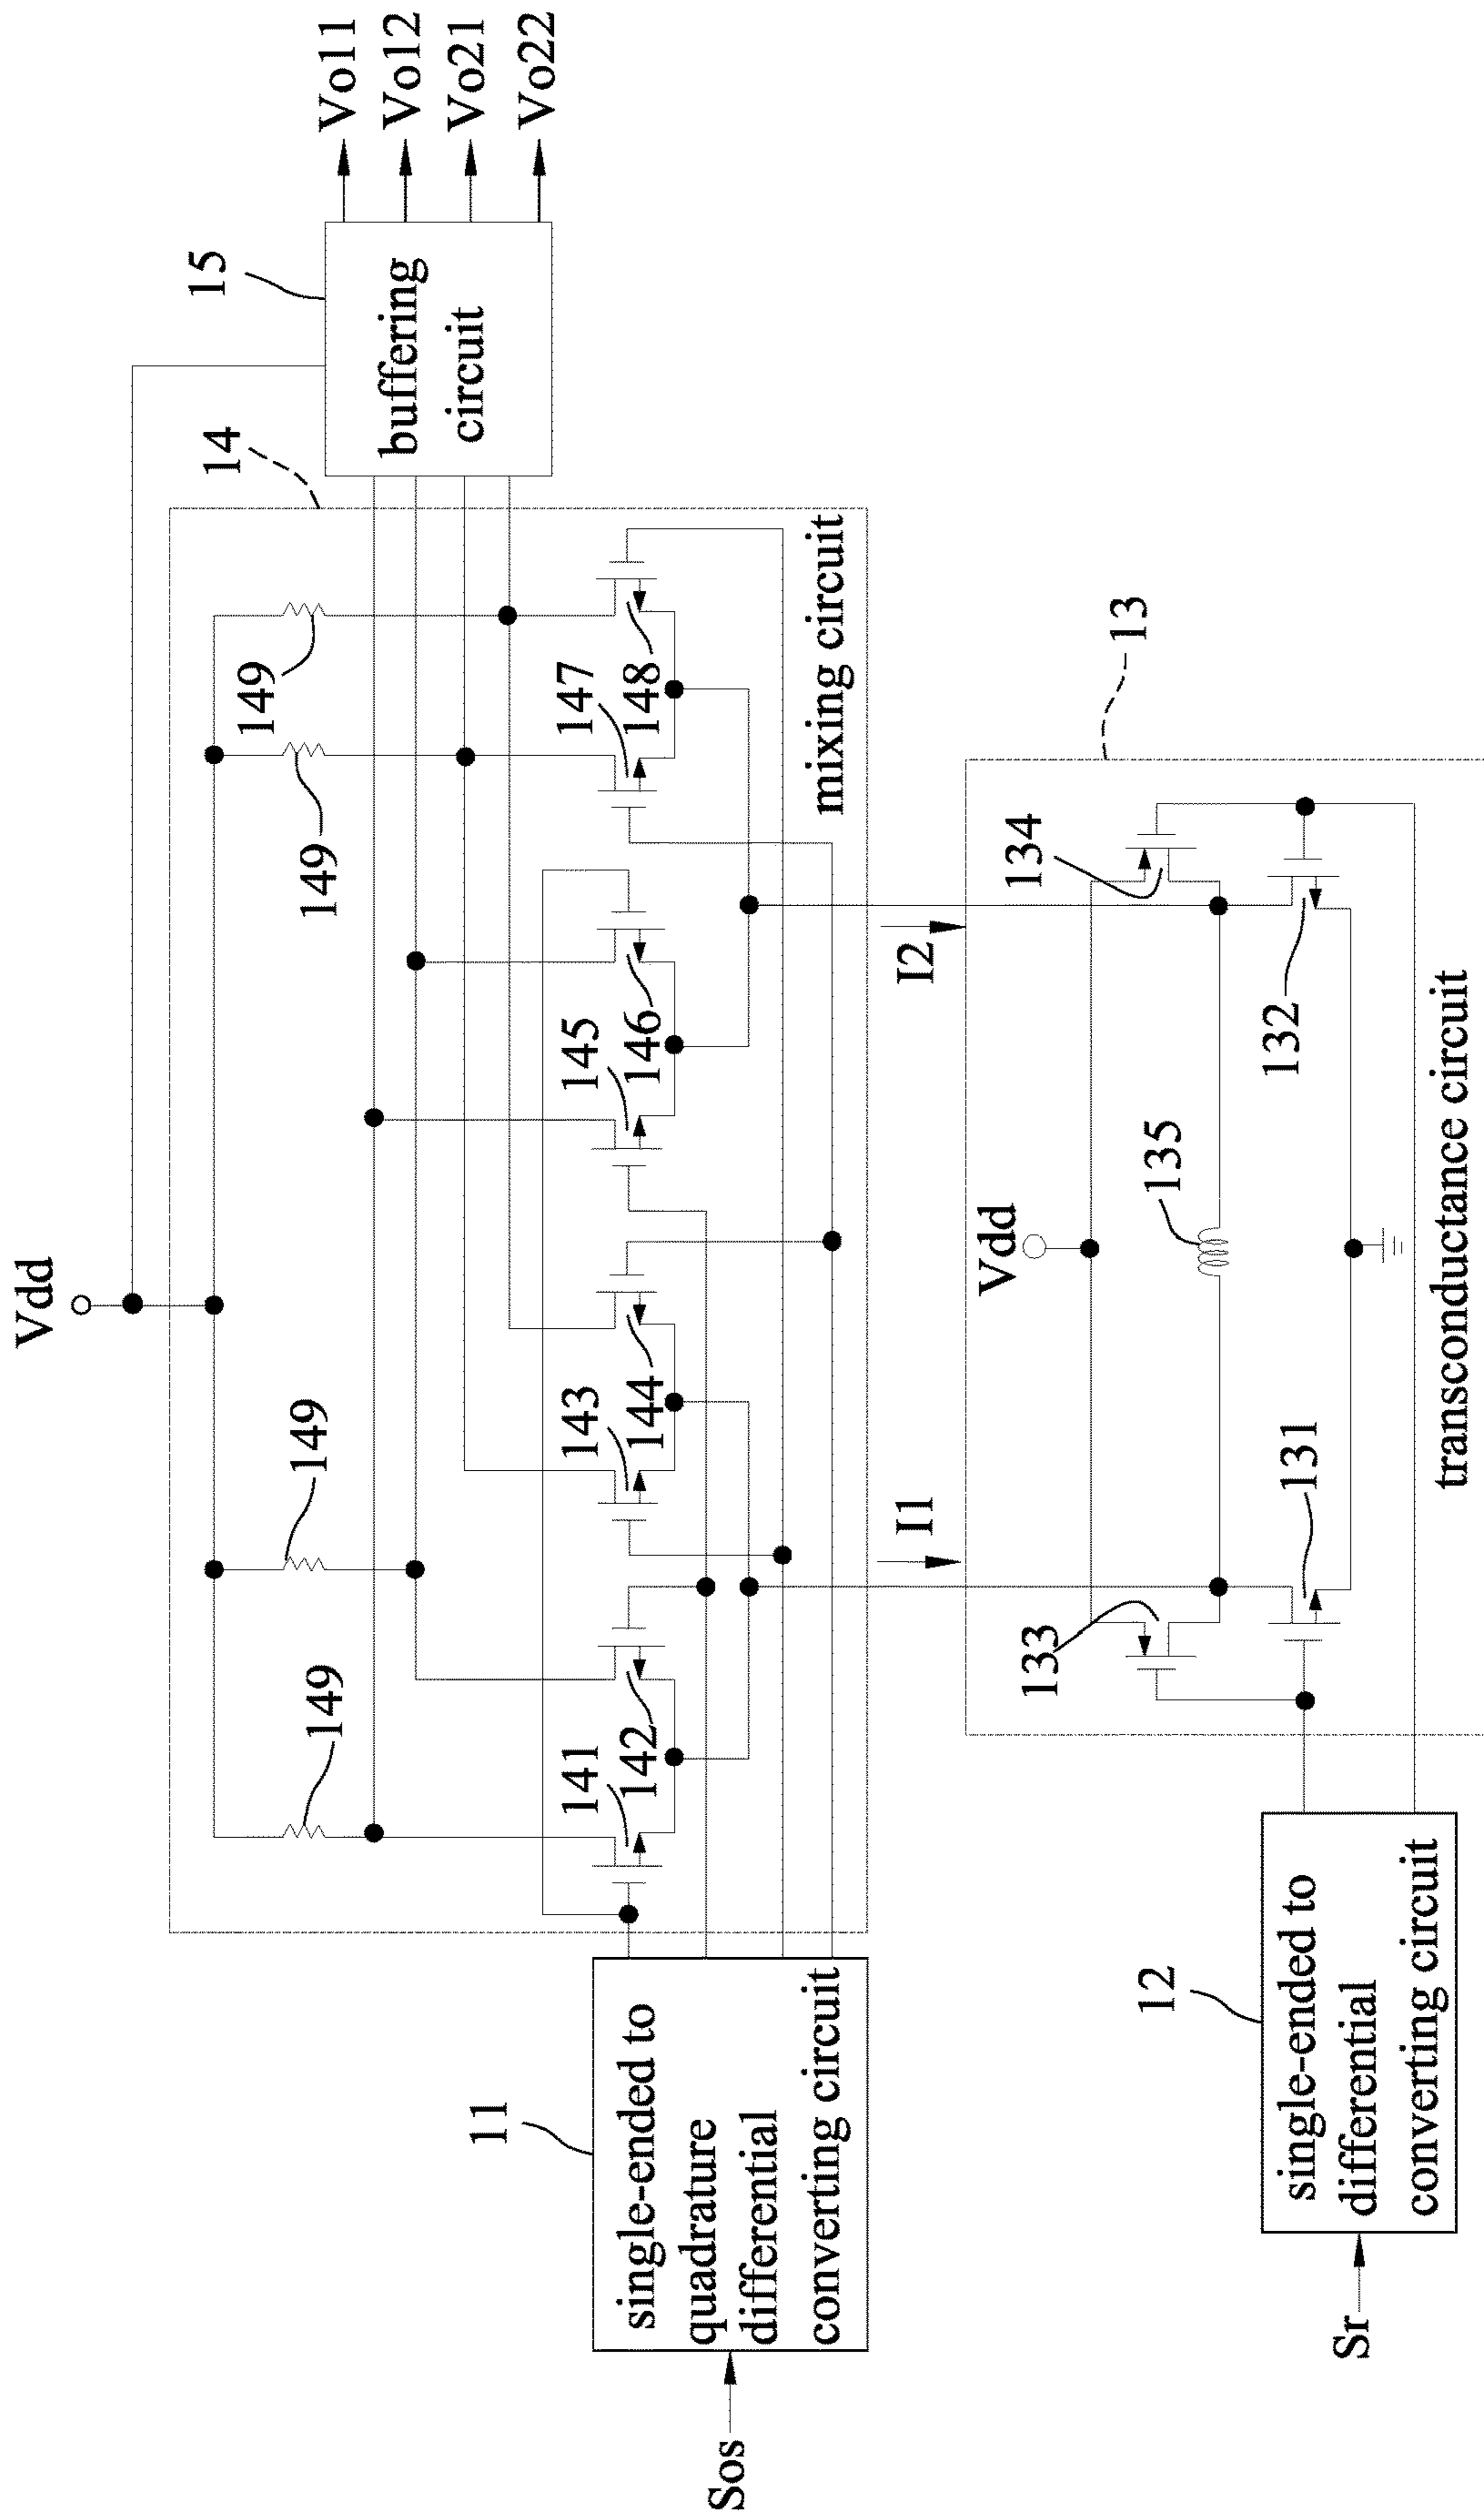 Vdd
14
15
149
149
149
149
buffering
circuit
Vo11
Vo12
Vo21
Vo22
141
142
143
144
145
146
147
148
mixing circuit
11
single-ended to
quadrature
differential
converting circuit
Sos
I1
I2
13
Vdd
133
134
135
131
132
transconductance circuit
12
single-ended to
differential
converting circuit
Sr